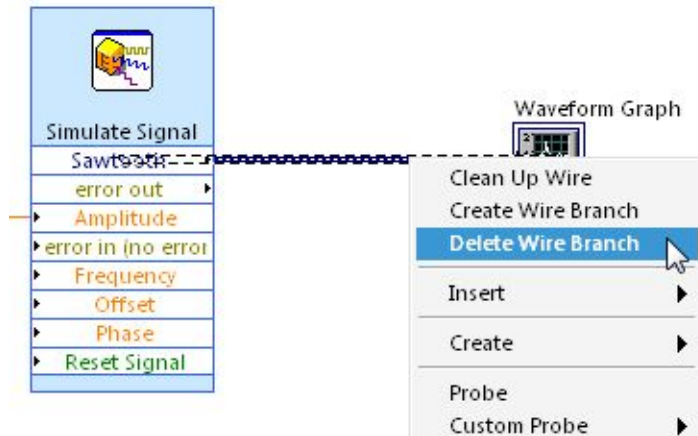 Simulate Signal
Sawtooth
error out
Amplitude
error in (no error
Frequency
Offset
Phase
Reset Signal
Waveform Graph
Clean Up Wire
Create Wire Branch
Delete Wire Branch
Insert
Create
Probe
Custom Probe